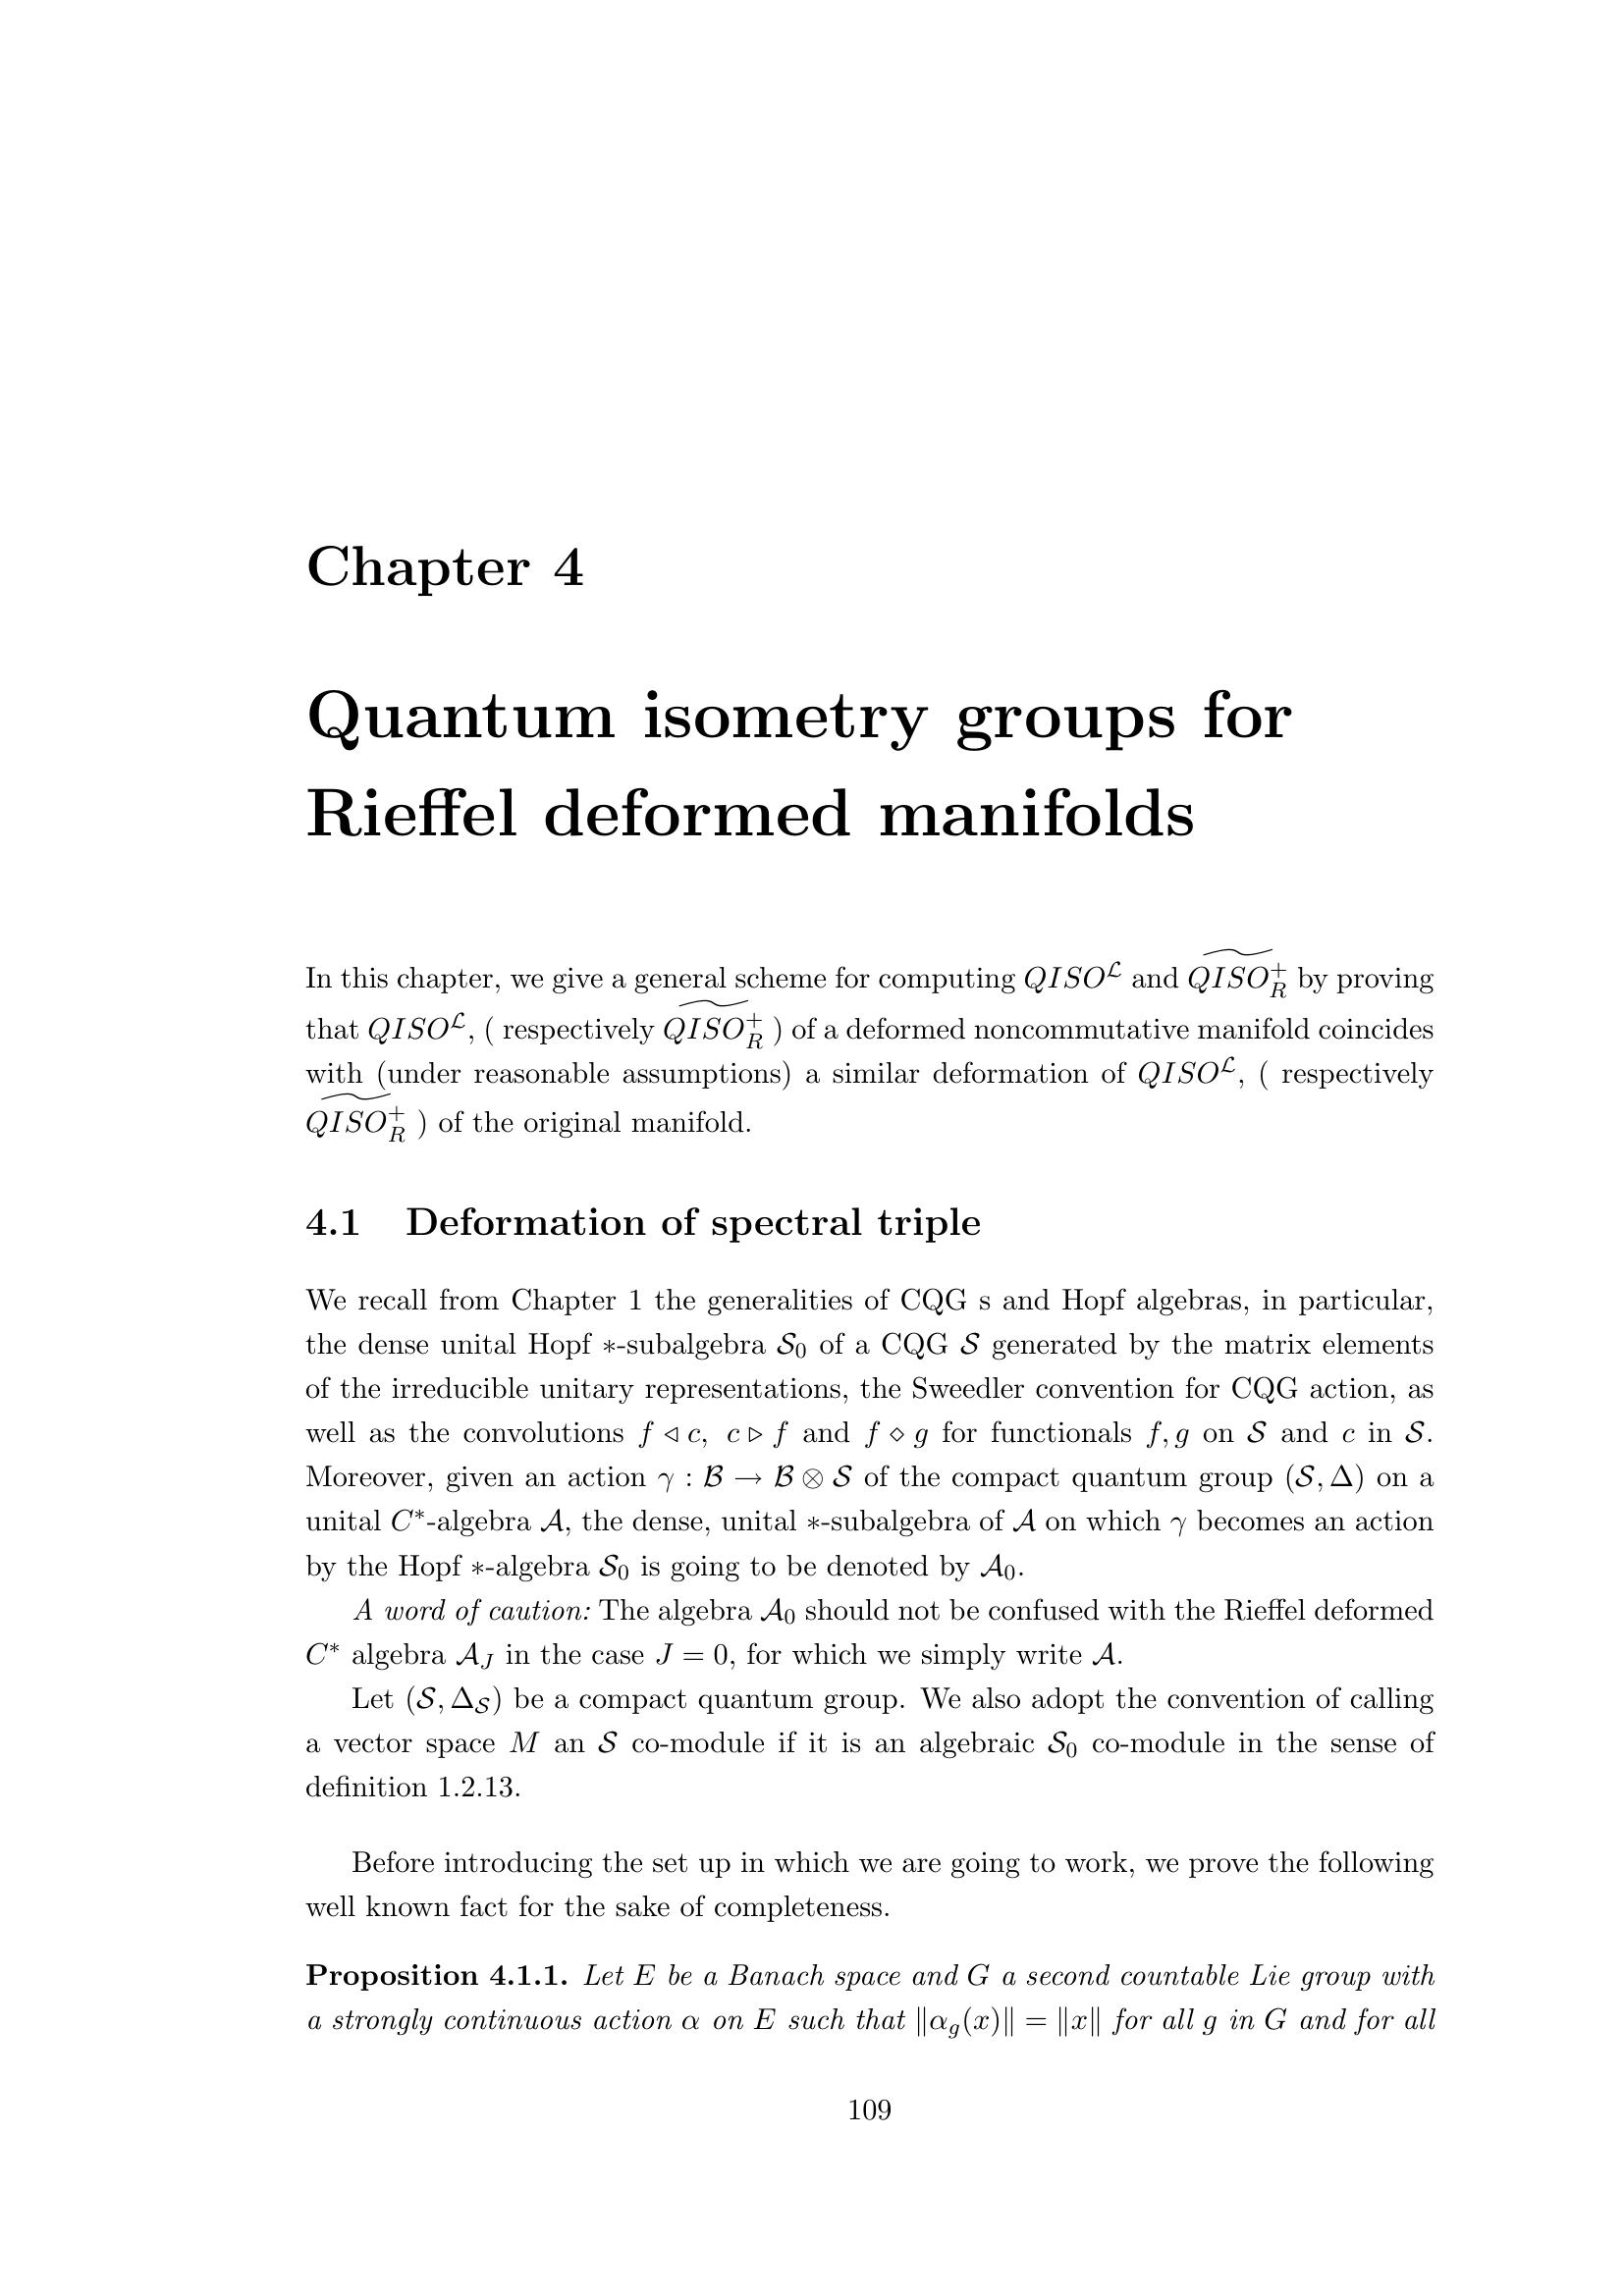 Chapter 4
Quantum isometry groups for
Rieffel deformed manifolds
In this chapter, we give a general scheme for computing $QISO^{\mathcal{L}}$ and $\widetilde{QISO^+_R}$ by proving
that $QISO^{\mathcal{L}}$, ( respectively $\widetilde{QISO^+_R}$ ) of a deformed noncommutative manifold coincides
with (under reasonable assumptions) a similar deformation of $QISO^{\mathcal{L}}$, ( respectively
$\widetilde{QISO^+_R}$ ) of the original manifold.
4.1 Deformation of spectral triple
We recall from Chapter 1 the generalities of CQG s and Hopf algebras, in particular,
the dense unital Hopf ∗-subalgebra $\mathcal{S}_0$ of a CQG $\mathcal{S}$ generated by the matrix elements
of the irreducible unitary representations, the Sweedler convention for CQG action, as
well as the convolutions $f \triangleleft c,\ c \triangleright f$ and $f \diamond g$ for functionals $f, g$ on $\mathcal{S}$ and $c$ in $\mathcal{S}$.
Moreover, given an action $\gamma : \mathcal{B} \to \mathcal{B} \otimes \mathcal{S}$ of the compact quantum group $(\mathcal{S}, \Delta)$ on a
unital $C^*$-algebra $\mathcal{A}$, the dense, unital ∗-subalgebra of $\mathcal{A}$ on which $\gamma$ becomes an action
by the Hopf ∗-algebra $\mathcal{S}_0$ is going to be denoted by $\mathcal{A}_0$.
A word of caution: The algebra $\mathcal{A}_0$ should not be confused with the Rieffel deformed
$C^*$ algebra $\mathcal{A}_J$ in the case $J = 0$, for which we simply write $\mathcal{A}$.
Let $(\mathcal{S}, \Delta_{\mathcal{S}})$ be a compact quantum group. We also adopt the convention of calling
a vector space $M$ an $\mathcal{S}$ co-module if it is an algebraic $\mathcal{S}_0$ co-module in the sense of
definition 1.2.13.
Before introducing the set up in which we are going to work, we prove the following
well known fact for the sake of completeness.
Proposition 4.1.1. Let $E$ be a Banach space and $G$ a second countable Lie group with
a strongly continuous action $\alpha$ on $E$ such that $\|\alpha_g(x)\| = \|x\|$ for all $g$ in $G$ and for all
109